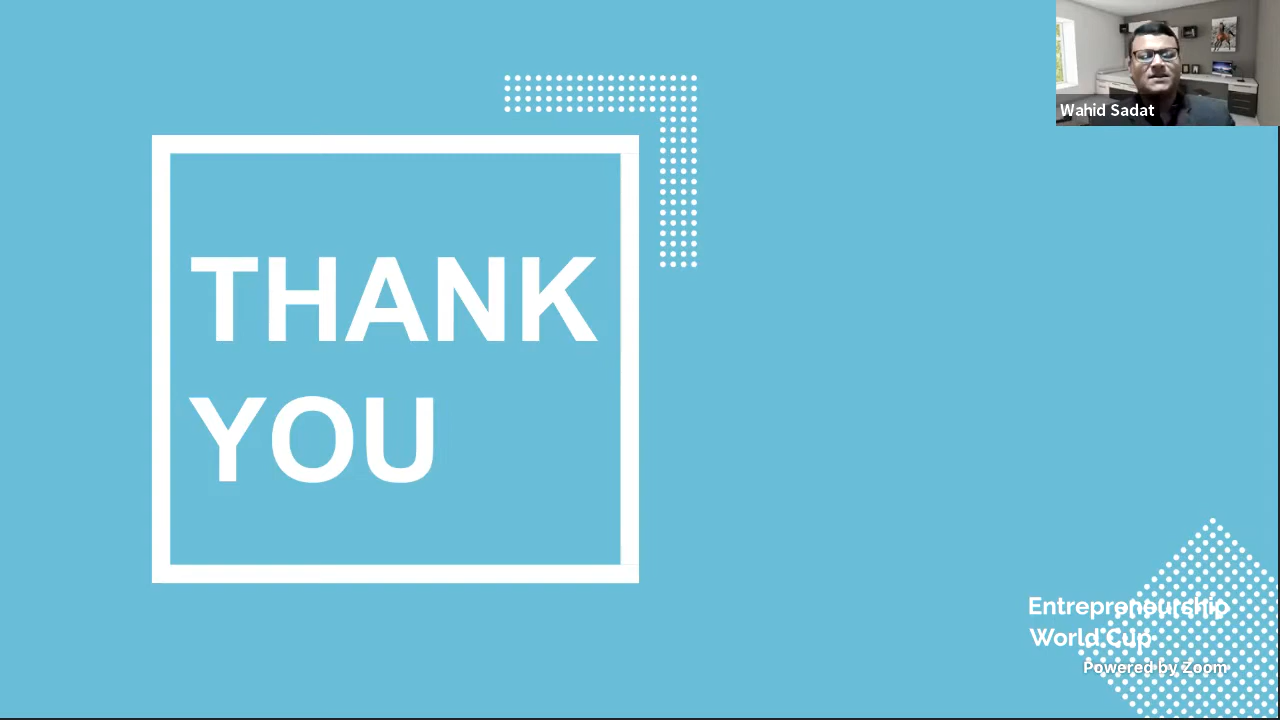 Wahid Sadat
THANK
YOU
Entrepreneurship
World Cup
Powered by Zoom